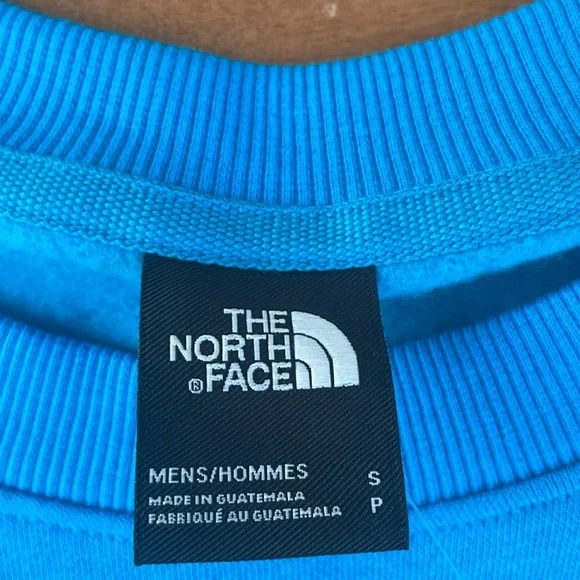 THE
NORTH
® FACE
MENS/HOMMES S
MADE IN GUATEMALA
FABRIQUÉ AU GUATEMALA P